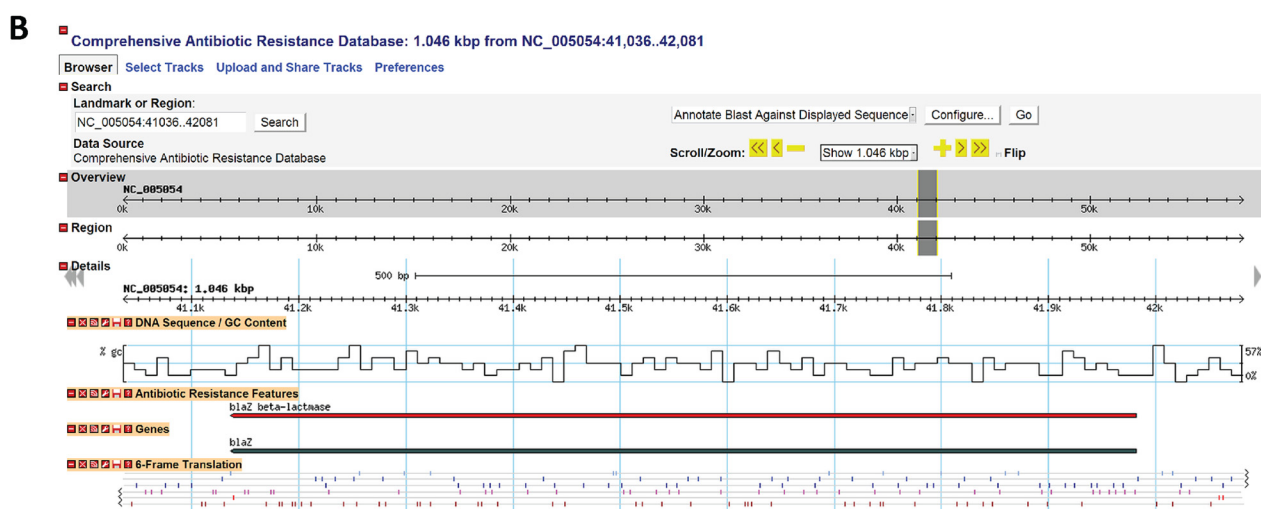 B
Comprehensive Antibiotic Resistance Database: 1.046 kbp from NC_005054:41,036..42,081
Browser Select Tracks Upload and Share Tracks Preferences
Search
Landmark or Region:
NC_005054:41036..42081 Search
Annotate Blast Against Displayed Sequence Configure... Go
Data Source
Comprehensive Antibiotic Resistance Database
Scroll/Zoom: << < Show 1.046 kbp > >> Flip
Overview
NC_005054
0k 10k 20k 30k 40k 50k
Region
0k 10k 20k 30k 40k 50k
Details
500 bp
NC_005054: 1.046 kbp
41.1k 41.2k 41.3k 41.4k 41.5k 41.6k 41.7k 41.8k 41.9k 42k
DNA Sequence / GC Content
% gc 57%
0%
Antibiotic Resistance Features
blaZ beta-lactmase
Genes
blaZ
6-Frame Translation